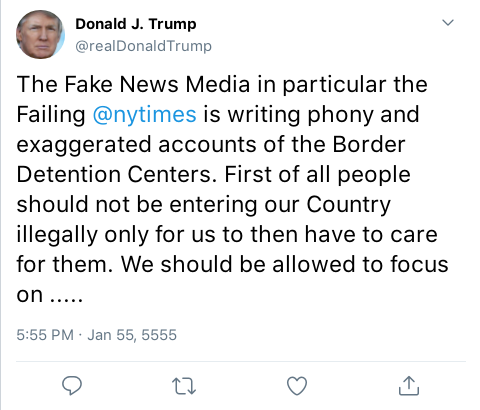 Donald J. Trump
@realDonaldTrump
The Fake News Media in particular the
Failing @nytimes is writing phony and
exaggerated accounts of the Border
Detention Centers. First of all people
should not be entering our Country
illegally only for us to then have to care
for them. We should be allowed to focus
on .....
5:55 PM · Jan 55, 5555